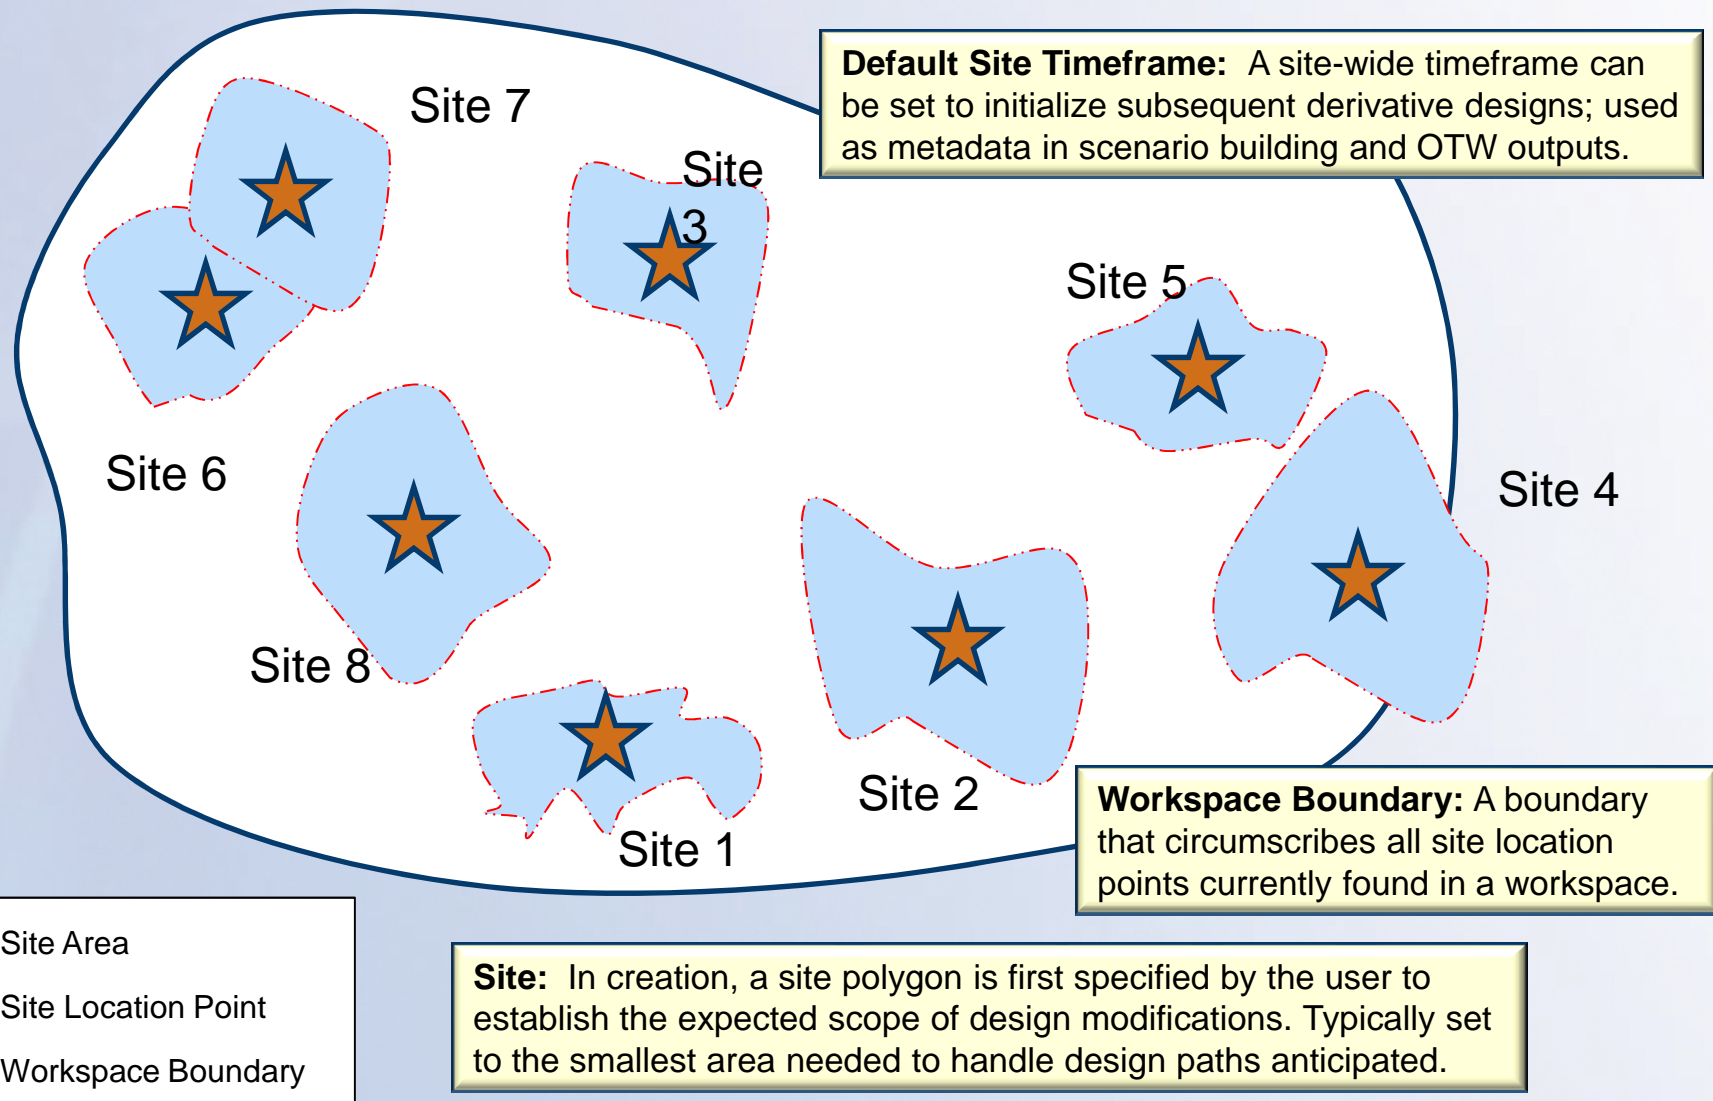 Default Site Timeframe: A site-wide timeframe can
be set to initialize subsequent derivative designs; used
as metadata in scenario building and OTW outputs.
Site 7
Site
3
Site 5
Site 6
Site 4
Site 8
Site 2
Site 1
Workspace Boundary: A boundary
that circumscribes all site location
points currently found in a workspace.
Site Area
Site Location Point
Workspace Boundary
Site: In creation, a site polygon is first specified by the user to
establish the expected scope of design modifications. Typically set
to the smallest area needed to handle design paths anticipated.